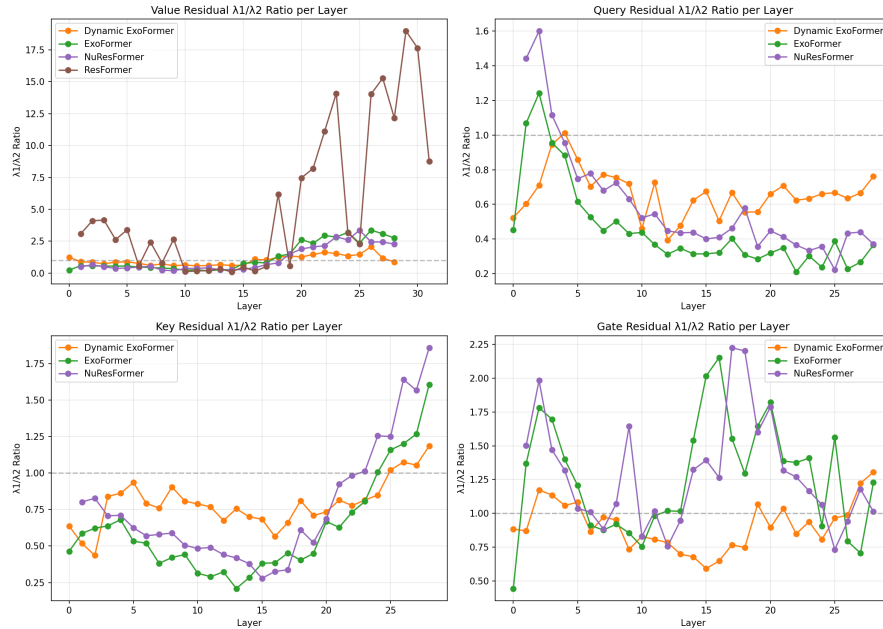 Value Residual λ1/λ2 Ratio per Layer
Dynamic ExoFormer
ExoFormer
NuResFormer
ResFormer
17.5
15.0
12.5
10.0
7.5
5.0
2.5
0.0
λ1/λ2 Ratio
0 5 10 15 20 25 30
Layer
Query Residual λ1/λ2 Ratio per Layer
Dynamic ExoFormer
ExoFormer
NuResFormer
1.6
1.4
1.2
1.0
0.8
0.6
0.4
0.2
λ1/λ2 Ratio
0 5 10 15 20 25
Layer
Key Residual λ1/λ2 Ratio per Layer
Dynamic ExoFormer
ExoFormer
NuResFormer
1.75
1.50
1.25
1.00
0.75
0.50
0.25
λ1/λ2 Ratio
0 5 10 15 20 25
Layer
Gate Residual λ1/λ2 Ratio per Layer
Dynamic ExoFormer
ExoFormer
NuResFormer
2.25
2.00
1.75
1.50
1.25
1.00
0.75
0.50
λ1/λ2 Ratio
0 5 10 15 20 25
Layer